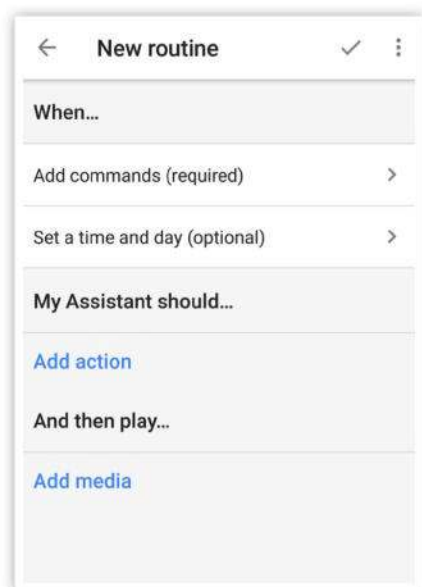 New routine
When...
Add commands (required)
Set a time and day (optional)
My Assistant should...
Add action
And then play...
Add media